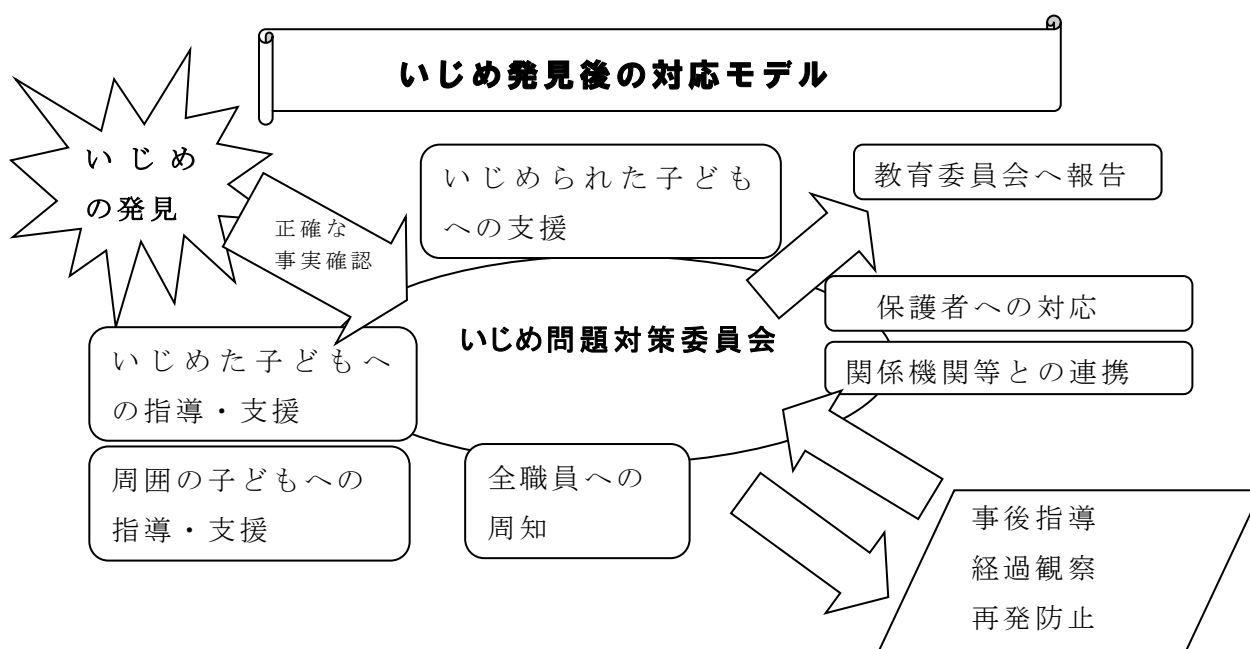 いじめ発見後の対応モデル
いじめ
の発見
正確な
事実確認
いじめられた子ども
への支援
教育委員会へ報告
いじめ問題対策委員会
保護者への対応
関係機関等との連携
いじめた子どもへ
の指導・支援
周囲の子どもへの
指導・支援
全職員への
周知
事後指導
経過観察
再発防止